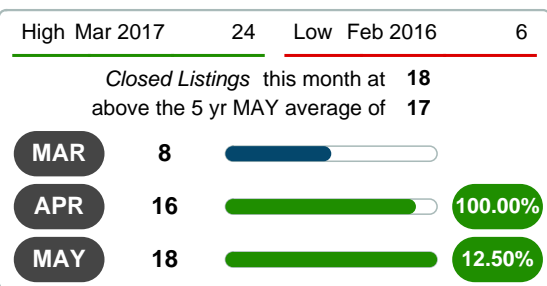 High Mar 2017 24 Low Feb 2016 6
Closed Listings this month at 18
above the 5 yr MAY average of 17
MAR 8
APR 16 100.00%
MAY 18 12.50%